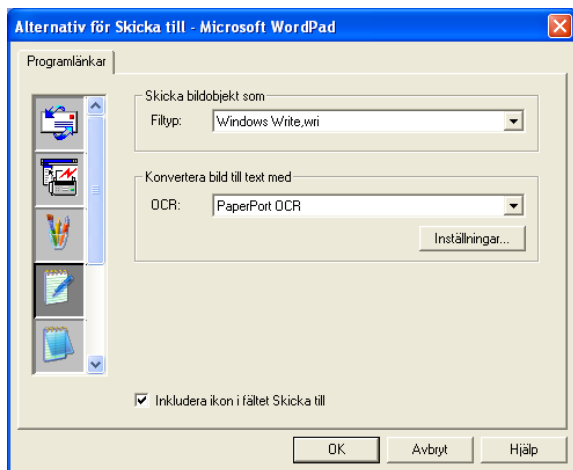 Alternativ för Skicka till - Microsoft WordPad
Programlänkar
Skicka bildobjekt som
Filtyp: Windows Write,wri
Konvertera bild till text med
OCR: PaperPort OCR
Inställningar...
Inkludera ikon i fältet Skicka till
OK Avbryt Hjälp